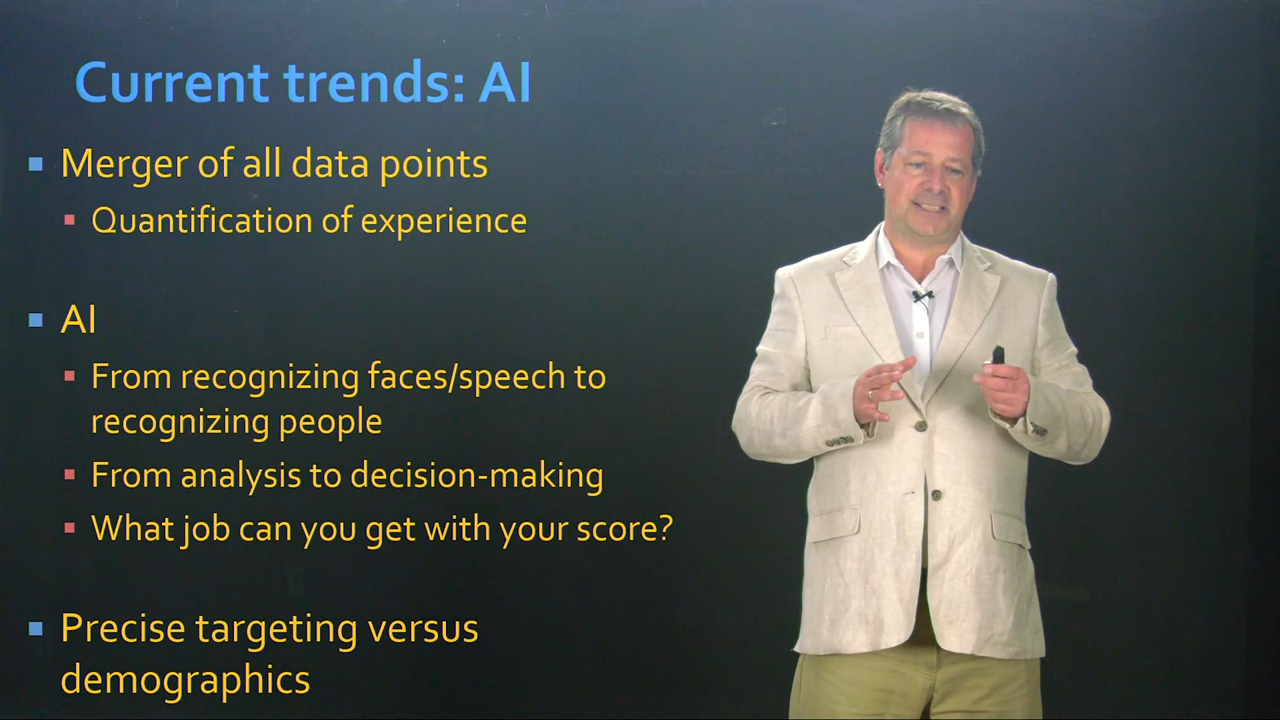 Current trends: AI
Merger of all data points
Quantification of experience
AI
From recognizing faces/speech to
recognizing people
From analysis to decision-making
What job can you get with your score?
Precise targeting versus
demographics